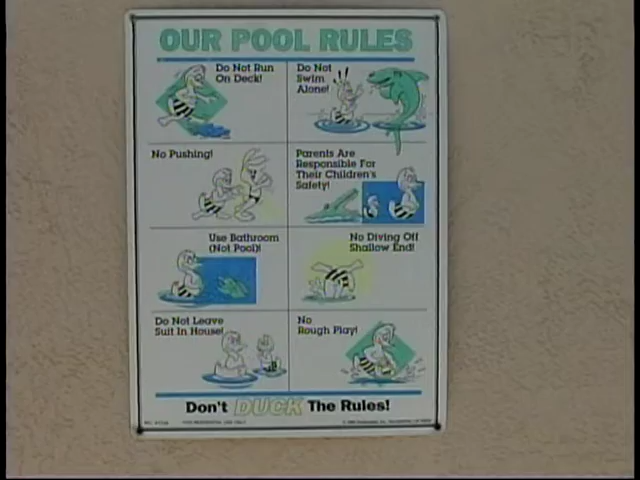 OUR POOL RULES
Do Not Run
On Deck!
Do Not
Swim
Alone!
No Pushing!
Parents Are
Responsible For
Their Children's
Safety!
Use Bathroom
(Not Pool)!
No Diving Off
Shallow End!
Do Not Leave
Suit In House!
No
Rough Play!
Don't DUCK The Rules!